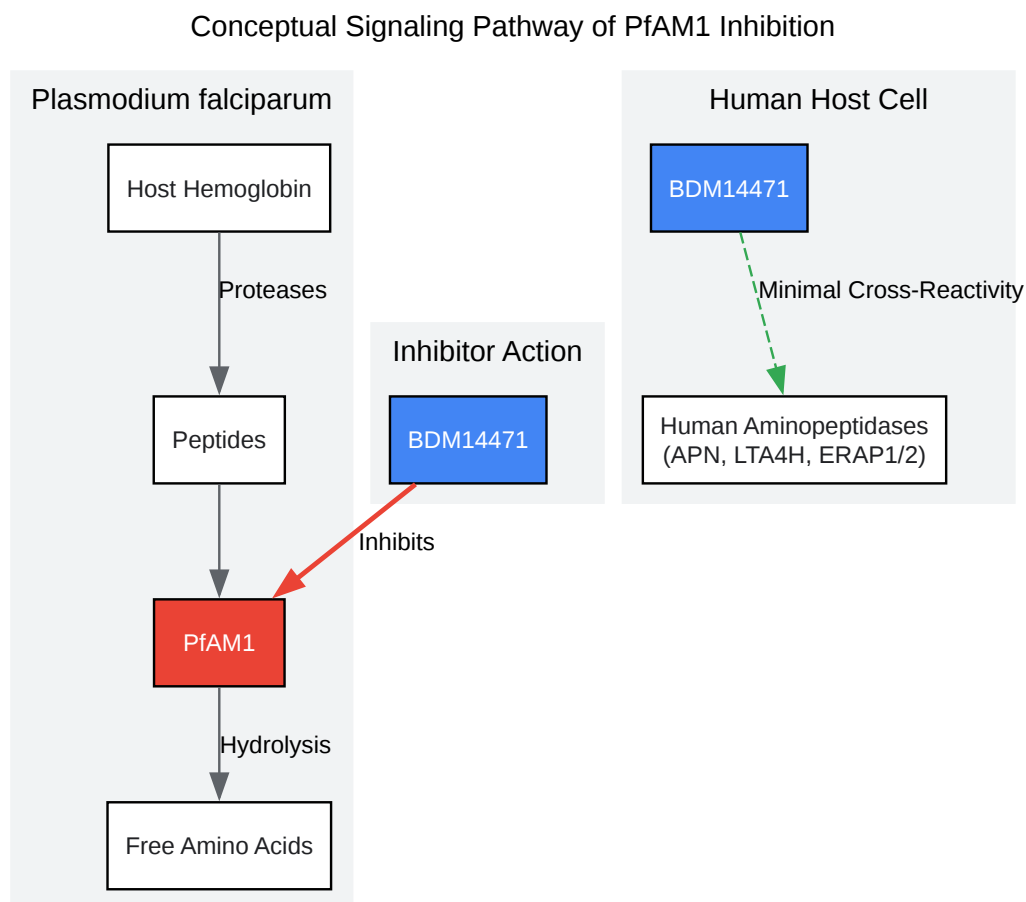 Conceptual Signaling Pathway of PfAM1 Inhibition
Plasmodium falciparum
Host Hemoglobin
Proteases
Peptides
PfAM1
Hydrolysis
Free Amino Acids
Inhibitor Action
BDM14471
Inhibits
Human Host Cell
BDM14471
Minimal Cross-Reactivity
Human Aminopeptidases
(APN, LTA4H, ERAP1/2)